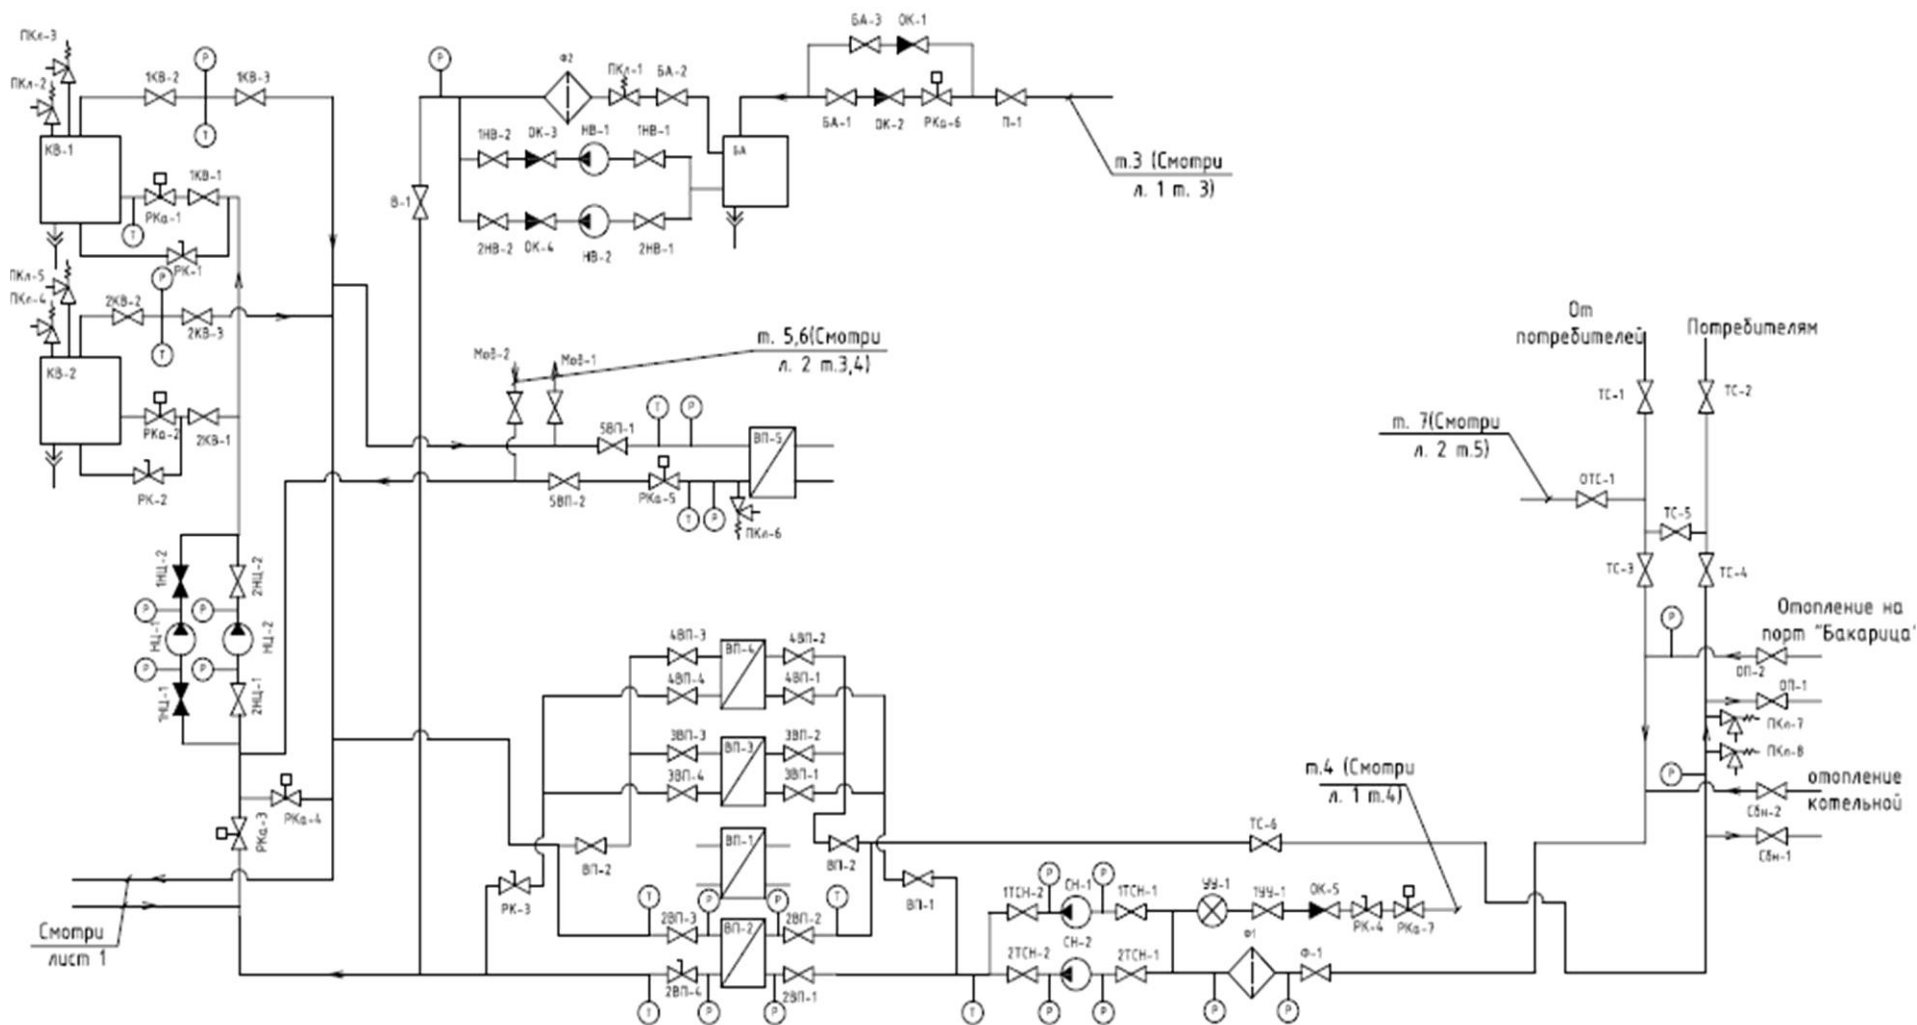 ПКл-3
ПКл-2
1КВ-2
P
1КВ-3
T
КВ-1
1КВ-1
РКа-1
T
РК-1
ПКл-5
ПКл-4
P
2КВ-2
2КВ-3
T
КВ-2
РКа-2
2КВ-1
РК-2
P
Ф2
ПКл-1
БА-2
БА-3
ОК-1
БА-1
ОК-2
РКа-6
П-1
1НВ-2
ОК-3
НВ-1
1НВ-1
БА
В-1
2НВ-2
ОК-4
НВ-2
2НВ-1
т.3 (Смотри
л. 1 т. 3)
Моб-2
Моб-1
т. 5,6(Смотри
л. 2 т.3,4)
5ВП-1
T
P
ВП-5
5ВП-2
РКа-5
T
P
ПКл-6
От
потребителей
Потребителям
ТС-1
ТС-2
т. 7(Смотри
л. 2 т.5)
ОТС-1
ТС-5
ТС-3
ТС-4
P
Отопление на
порт "Бакарица"
ОП-2
ОП-1
ПКл-7
ПКл-8
P
отопление
котельной
Сбн-2
Сбн-1
1НЦ-2
2НЦ-2
P
P
НЦ-1
НЦ-2
P
P
1НЦ-1
2НЦ-1
РКа-4
РКа-3
4ВП-3
ВП-4
4ВП-2
4ВП-4
4ВП-1
3ВП-3
ВП-3
3ВП-2
3ВП-4
3ВП-1
ВП-2
ВП-1
ВП-2
РК-3
ВП-1
T
2ВП-3
P
ВП-2
P
2ВП-2
T
T
2ВП-4
P
P
2ВП-1
T
т.4 (Смотри
л. 1 т.4)
ТС-6
1ТСН-2
P
СН-1
P
1ТСН-1
УУ-1
1УУ-1
ОК-5
РК-4
РКа-7
2ТСН-2
СН-2
2ТСН-1
Ф1
Ф-1
P
P
P
P
Смотри
лист 1